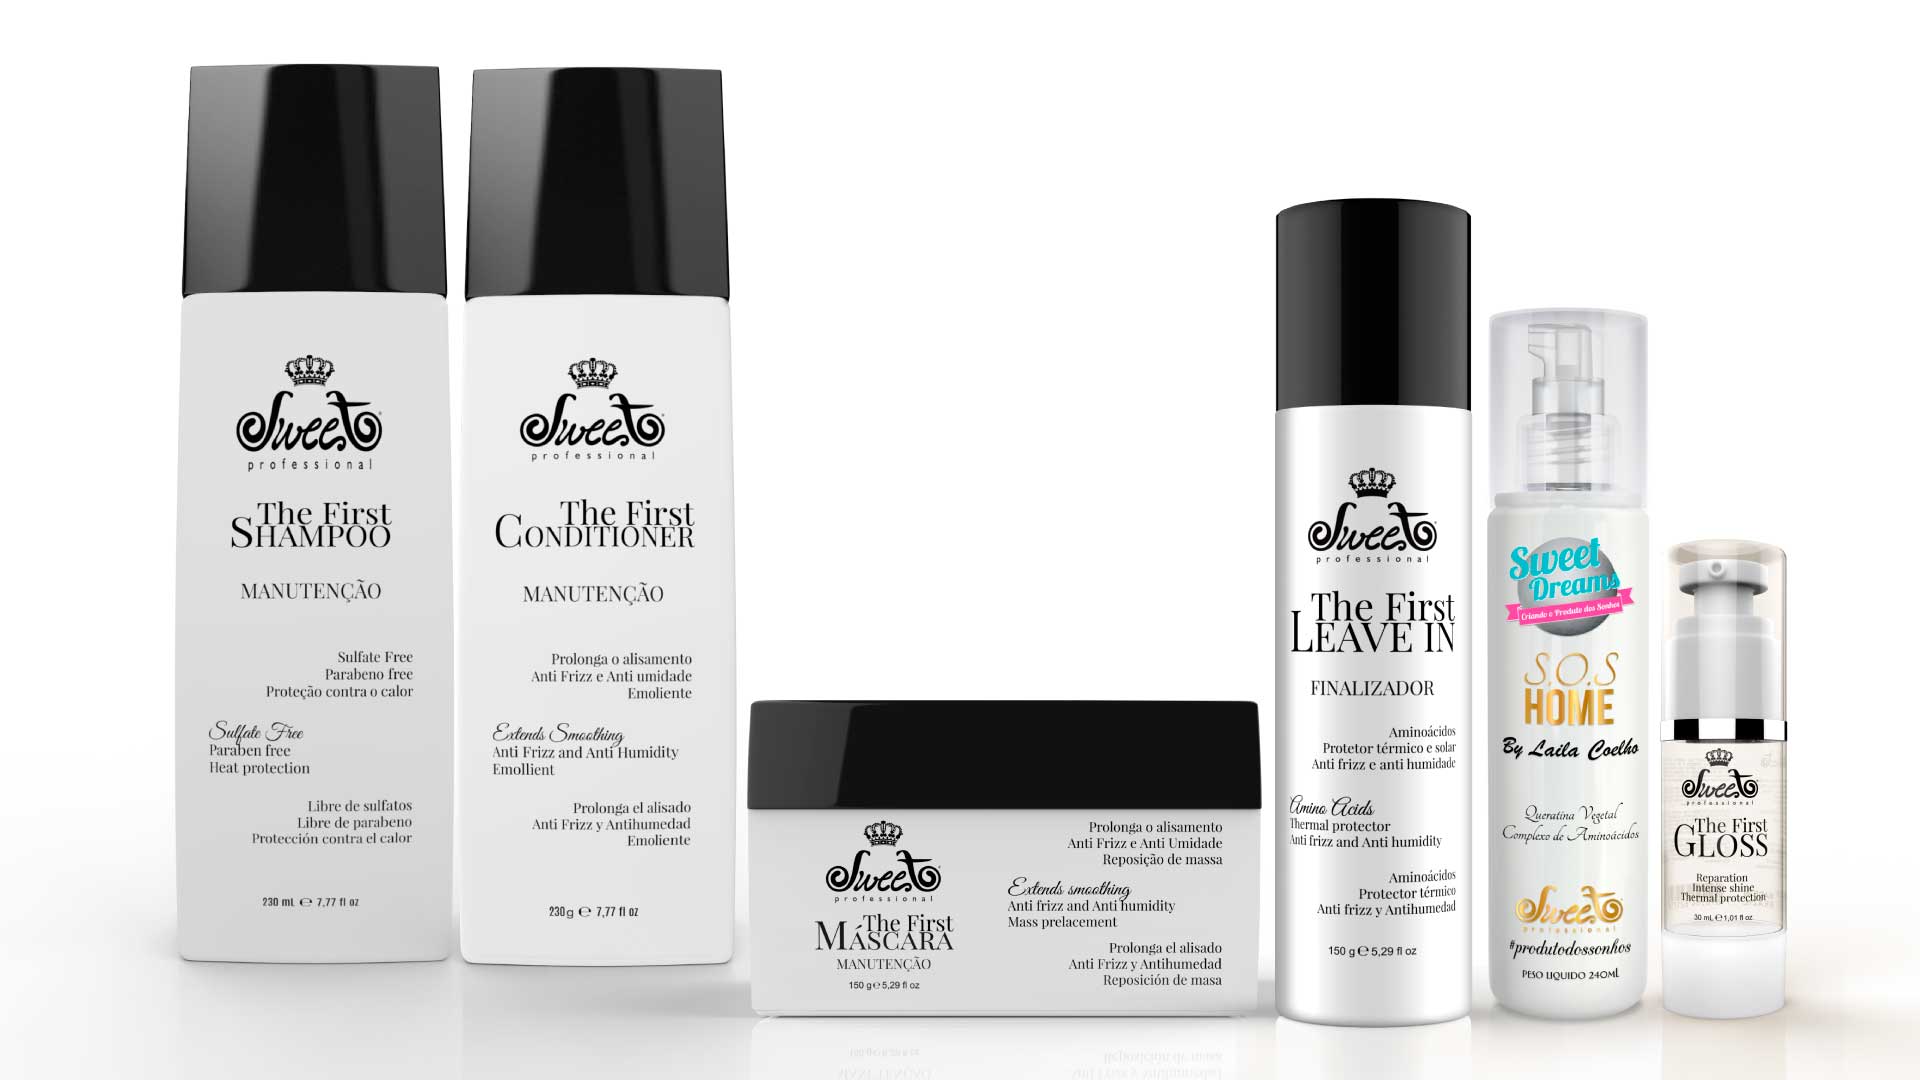 Sweet
professional
The First
SHAMPOO
MANUTENÇÃO
Sulfate Free
Parabeno free
Proteção contra o calor
Sulfate Free
Paraben free
Heat protection
Libre de sulfatos
Libre de parabeno
Protección contra el calor
230 mL ℮ 7,77 fl oz
Sweet
professional
The First
CONDITIONER
MANUTENÇÃO
Prolonga o alisamento
Anti Frizz e Anti umidade
Emoliente
Extends Smoothing
Anti Frizz and Anti Humidity
Emollient
Prolonga el alisado
Anti Frizz y Antihumedad
Emoliente
230g ℮ 7,77 fl oz
Sweet
professional
The First
MÁSCARA
MANUTENÇÃO
150 g℮5,29 fl oz
Prolonga o alisamento
Anti Frizz e Anti Umidade
Reposição de massa
Extends smoothing
Anti frizz and Anti humidity
Mass prelacement
Prolonga el alisado
Anti Frizz y Antihumedad
Reposición de masa
Sweet
professional
The First
LEAVE IN
FINALIZADOR
Aminoácidos
Protetor térmico e solar
Anti frizz e anti humidade
Amino Acids
Thermal protector
Anti frizz and Anti humidity
Aminoácidos
Protector térmico
Anti frizz y Antihumedad
150 g ℮ 5,29 fl oz
Sweet
Dreams
Criando o Produto dos Sonhos
S.O.S
HOME
By Laila Coelho
Queratina Vegetal
Complexo de Aminoácidos
Sweet
professional
#produtodossonhos
PESO LIQUIDO 240ML
Sweet
professional
The First
GLOSS
Reparation
Intense shine
Thermal protection
30 mL ℮ 1,01 fl oz